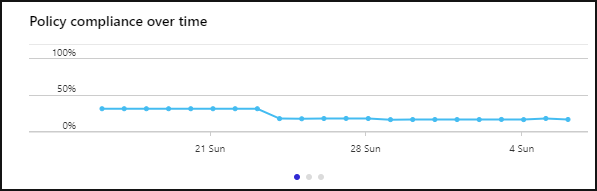 Policy compliance over time
100%
50%
0%
21 Sun
28 Sun
4 Sun